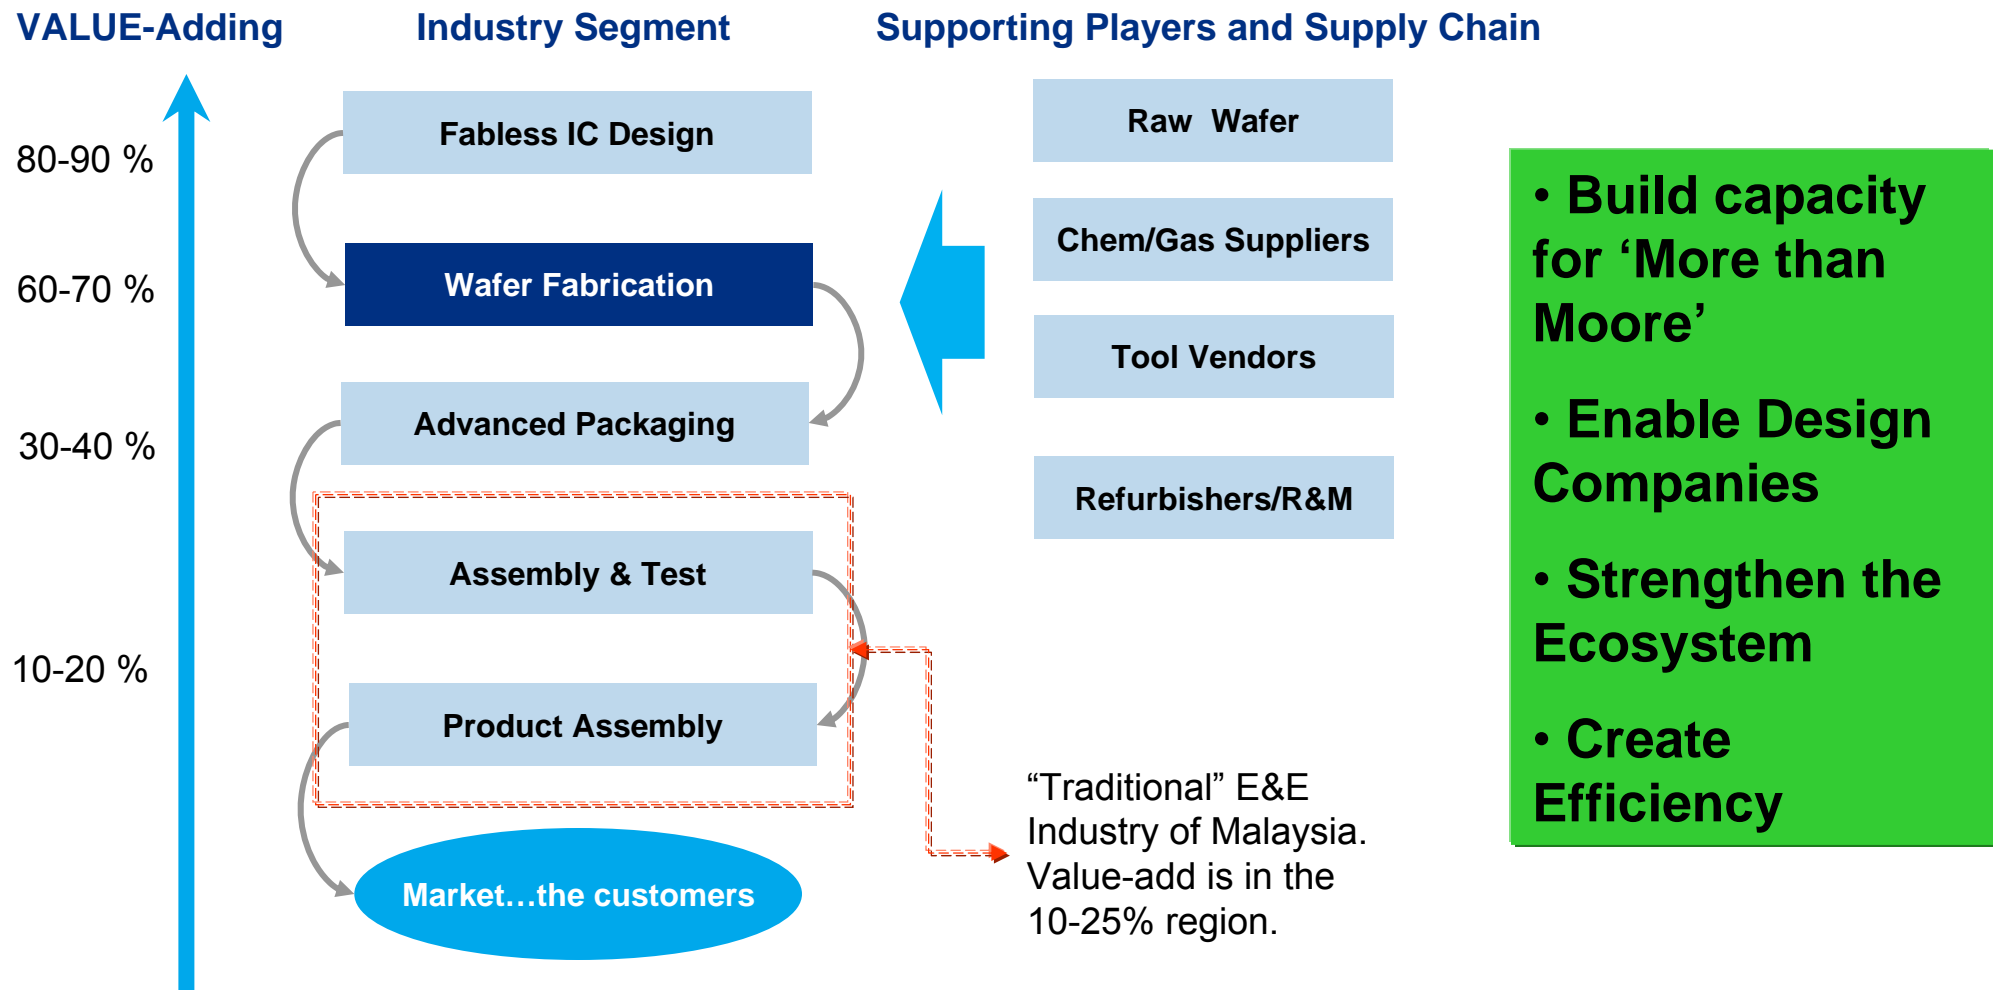 VALUE-Adding
Industry Segment
Supporting Players and Supply Chain
80-90 %
60-70 %
30-40 %
10-20 %
Fabless IC Design
Wafer Fabrication
Advanced Packaging
Assembly & Test
Product Assembly
Market…the customers
Raw Wafer
Chem/Gas Suppliers
Tool Vendors
Refurbishers/R&M
“Traditional” E&E
Industry of Malaysia.
Value-add is in the
10-25% region.
• Build capacity
for ‘More than
Moore’
• Enable Design
Companies
• Strengthen the
Ecosystem
• Create
Efficiency